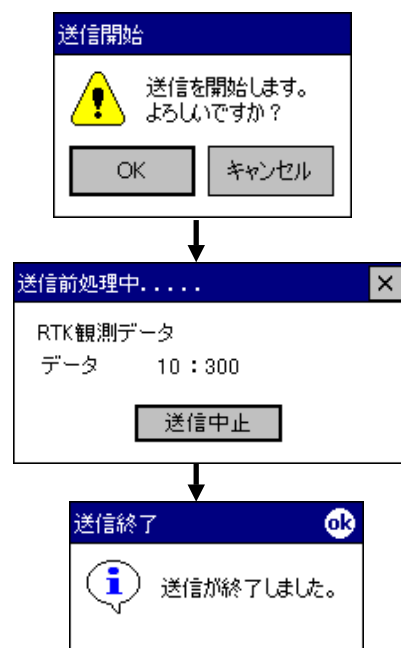 送信開始
送信を開始します。
よろしいですか？
OK キャンセル
送信前処理中.....
RTK観測データ
データ 10：300
送信中止
送信終了 ok
送信が終了しました。